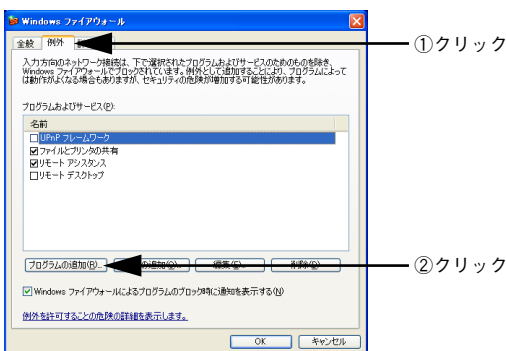 Windows ファイアウォール
全般 例外
①クリック
入力方向のネットワーク接続は、下で選択されたプログラムおよびサービスのためのものを除き、
Windows ファイアウォールでブロックされています。例外として追加することにより、プログラムによって
は動作がよくなる場合もありますが、セキュリティの危険が増加する可能性があります。
プログラムおよびサービス(P):
名前
UPnP フレームワーク
ファイルとプリンタの共有
リモート アシスタンス
リモート デスクトップ
プログラムの追加(R)... の追加(O)... 編集(E)... 削除(D)
②クリック
Windows ファイアウォールによるプログラムのブロック時に通知を表示する(N)
例外を許可することの危険の詳細を表示します。
OK キャンセル